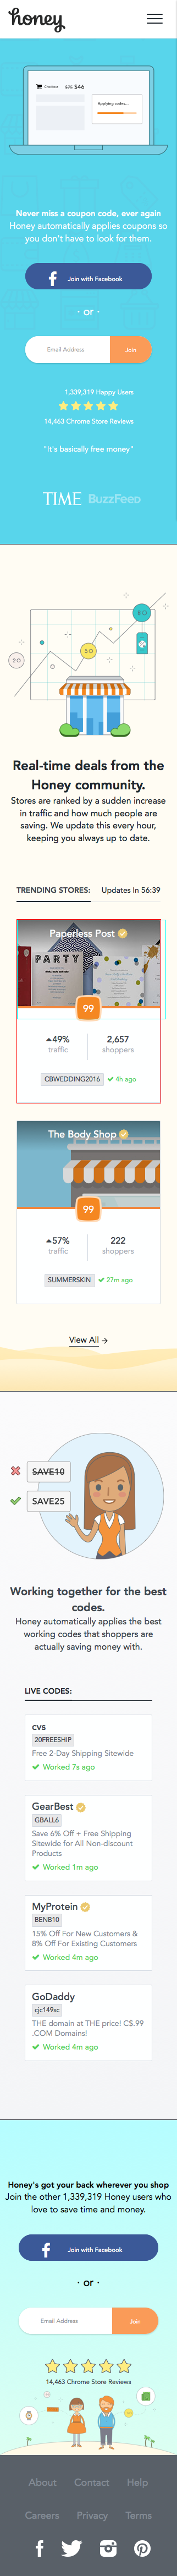 honey
Checkout $75 $46
Applying codes...
Never miss a coupon code, ever again
Honey automatically applies coupons so
you don't have to look for them.
Join with Facebook
· or ·
Email Address
Join
1,339,319 Happy Users
14,463 Chrome Store Reviews
"It's basically free money"
TIME BuzzFeed
Real-time deals from the
Honey community.
Stores are ranked by a sudden increase
in traffic and how much people are
saving. We update this every hour,
keeping you always up to date.
TRENDING STORES:
Updates In 56:39
Paperless Post
PARTY
99
49%
traffic
2,657
shoppers
CBWEDDING2016
4h ago
The Body Shop
99
57%
traffic
222
shoppers
SUMMERSKIN
27m ago
View All
SAVE10
SAVE25
Working together for the best
codes.
Honey automatically applies the best
working codes that shoppers are
actually saving money with.
LIVE CODES:
cvs
20FREESHIP
Free 2-Day Shipping Sitewide
Worked 7s ago
GearBest
GBALL6
Save 6% Off + Free Shipping
Sitewide for All Non-discount
Products
Worked 1m ago
MyProtein
BENB10
15% Off For New Customers &
8% Off For Existing Customers
Worked 4m ago
GoDaddy
cjc149sc
THE domain at THE price! C$.99
.COM Domains!
Worked 4m ago
Honey's got your back wherever you shop
Join the other 1,339,319 Honey users who
love to save time and money.
Join with Facebook
· or ·
Email Address
Join
14,463 Chrome Store Reviews
About Contact Help
Careers Privacy Terms